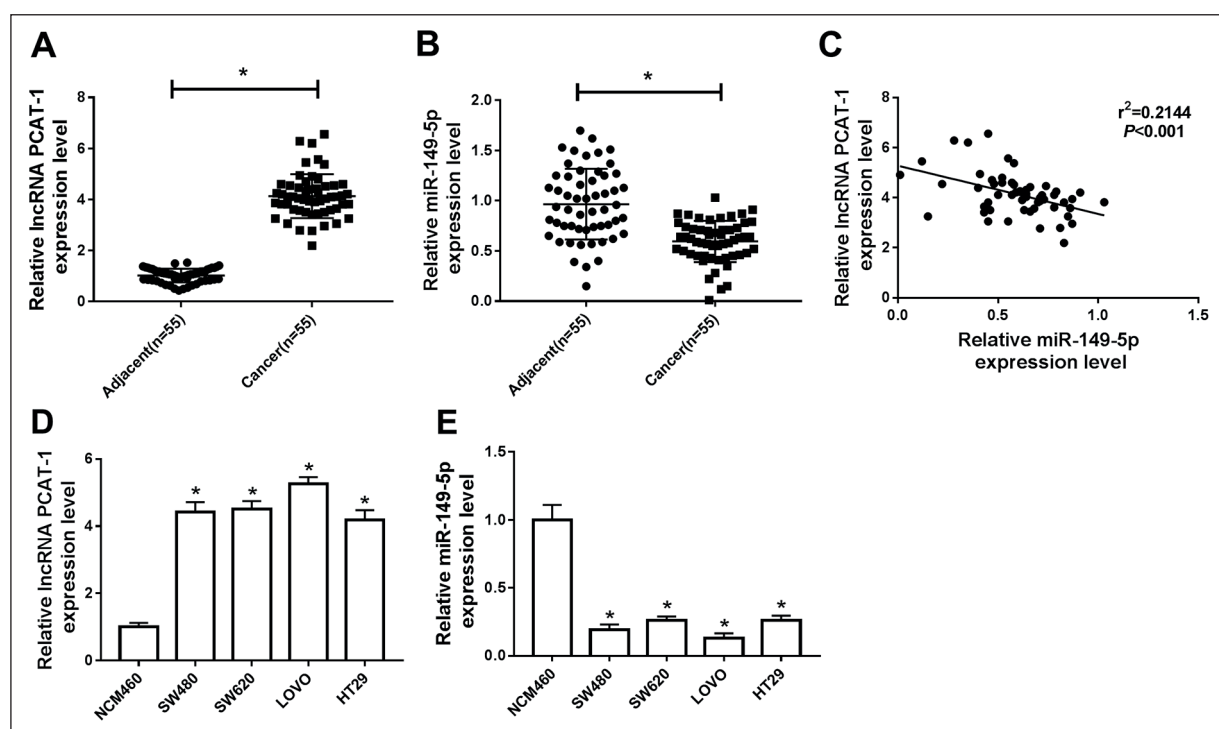 A
Relative lncRNA PCAT-1
expression level
8
6
4
2
0
*
Adjacent(n=55)
Cancer(n=55)
B
Relative miR-149-5p
expression level
2.0
1.5
1.0
0.5
0.0
*
Adjacent(n=55)
Cancer(n=55)
C
Relative lncRNA PCAT-1
expression level
8
6
4
2
0
r²=0.2144
P<0.001
0.0
0.5
1.0
1.5
Relative miR-149-5p
expression level
D
Relative lncRNA PCAT-1
expression level
6
4
2
0
*
*
*
*
NCM460
SW480
SW620
LOVO
HT29
E
Relative miR-149-5p
expression level
1.5
1.0
0.5
0.0
*
*
*
*
NCM460
SW480
SW620
LOVO
HT29